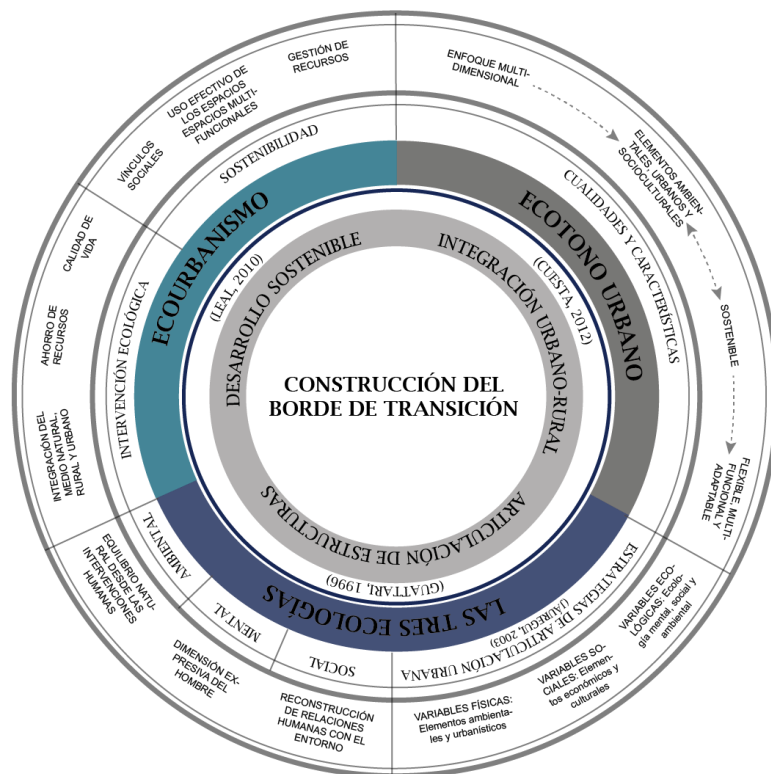 CONSTRUCCIÓN DEL
BORDE DE TRANSICIÓN
DESARROLLO SOSTENIBLE
INTEGRACIÓN URBANO-RURAL
ARTICULACIÓN DE ESTRUCTURAS
(LEAL, 2010)
(CUESTA, 2012)
(GUATTARI, 1996)
ECOURBANISMO
ECOTONO URBANO
LAS TRES ECOLOGÍAS
SOSTENIBILIDAD
CUALIDADES Y CARACTERÍSTICAS
ESTRATEGIAS DE ARTICULACIÓN URBANA
(JÁUREGUI, 2003)
SOCIAL
MENTAL
AMBIENTAL
INTERVENCIÓN ECOLÓGICA
GESTIÓN DE
RECURSOS
ENFOQUE MULTI-
DIMENSIONAL
ELEMENTOS AMBIEN-
TALES, URBANOS Y
SOCIOCULTURALES
SOSTENIBLE
FLEXIBLE, MULTI-
FUNCIONAL Y
ADAPTABLE
VARIABLES ECO-
LÓGICAS: Ecolo-
gía mental, social y
ambiental
VARIABLES SO-
CIALES: Elemen-
tos económicos y
culturales
VARIABLES FÍSICAS:
Elementos ambienta-
les y urbanísticos
RECONSTRUCCIÓN
DE RELACIONES
HUMANAS CON EL
ENTORNO
DIMENSIÓN EX-
PRESIVA DEL
HOMBRE
EQUILIBRIO NATU-
RAL DESDE LAS
INTERVENCIONES
HUMANAS
INTEGRACIÓN DEL
MEDIO NATURAL,
MEDIO RURAL Y URBANO
AHORRO DE
RECURSOS
CALIDAD DE
VIDA
VÍNCULOS
SOCIALES
USO EFECTIVO DE
LOS ESPACIOS
ESPACIOS MULTI-
FUNCIONALES